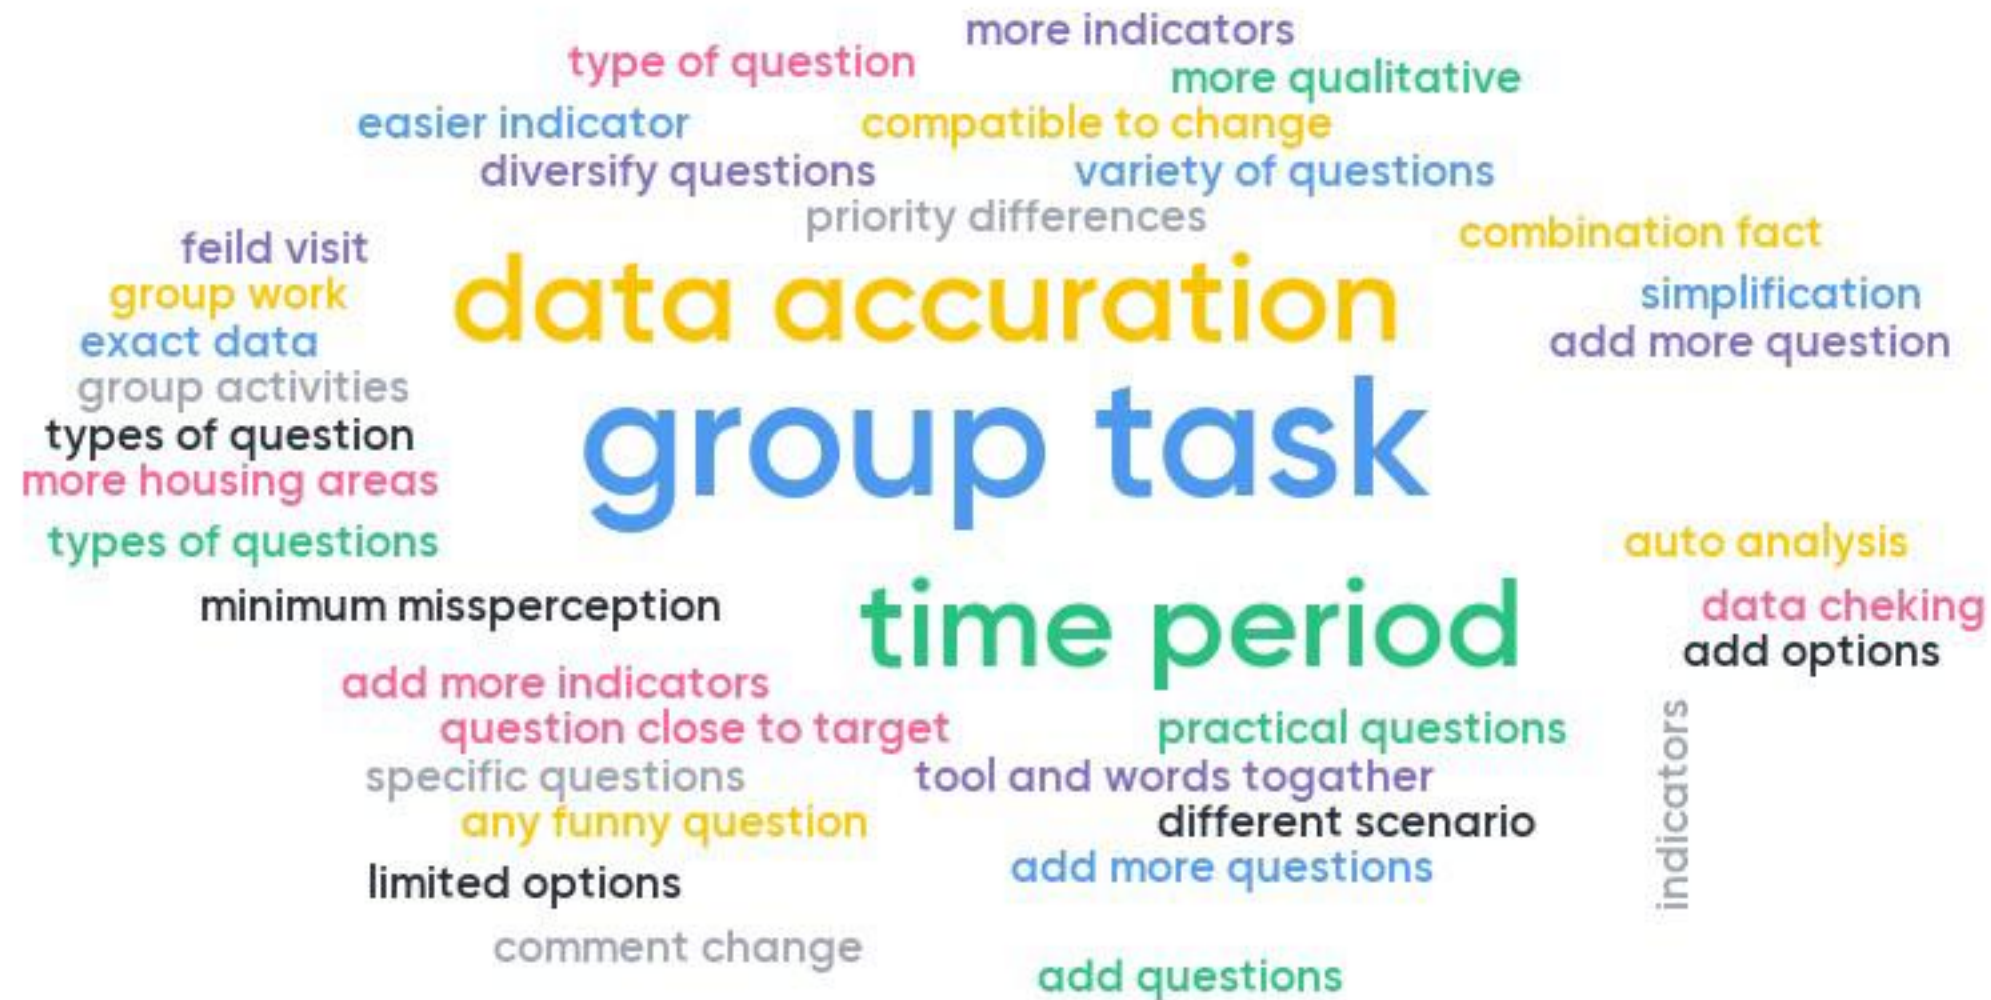 more indicators
type of question
more qualitative
easier indicator
compatible to change
diversify questions
variety of questions
priority differences
combination fact
feild visit
data accuration
group work
simplification
exact data
add more question
group activities
group task
types of question
more housing areas
types of questions
auto analysis
minimum missperception
time period
data cheking
add options
add more indicators
question close to target
practical questions
indicators
specific questions
tool and words togather
any funny question
different scenario
add more questions
limited options
comment change
add questions